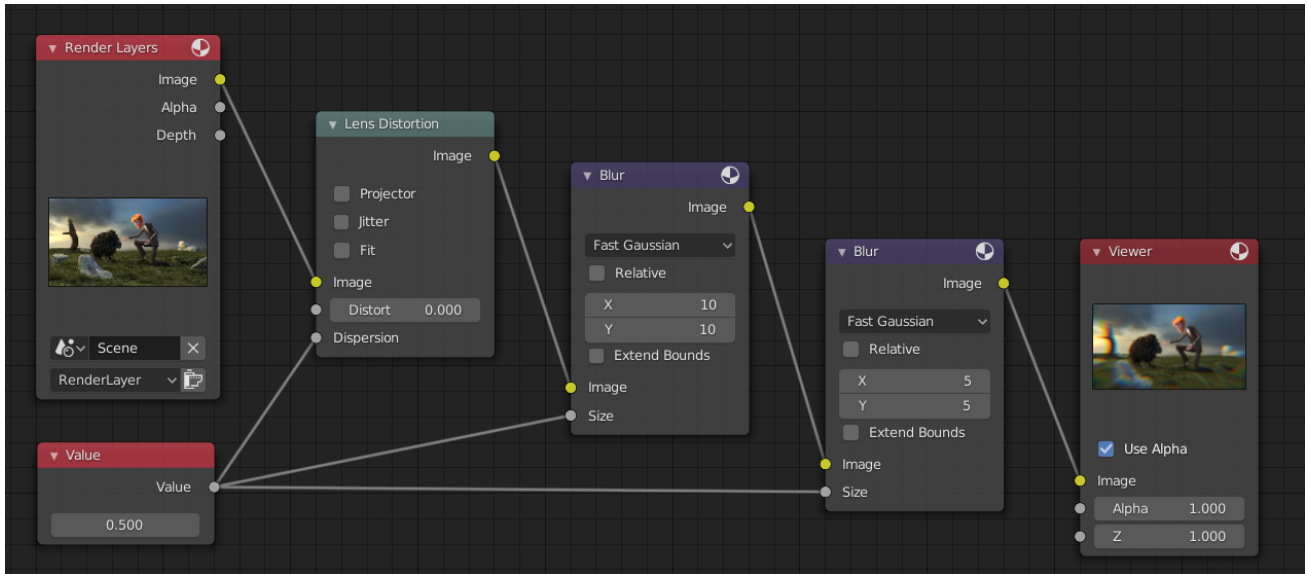 Render Layers
Image
Alpha
Depth
Scene
RenderLayer
Value
Value
0.500
Lens Distortion
Image
Projector
Jitter
Fit
Image
Distort 0.000
Dispersion
Blur
Image
Fast Gaussian
Relative
X 10
Y 10
Extend Bounds
Image
Size
Blur
Image
Fast Gaussian
Relative
X 5
Y 5
Extend Bounds
Image
Size
Viewer
Use Alpha
Image
Alpha 1.000
Z 1.000